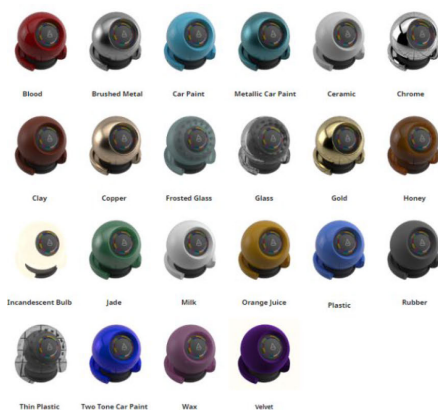 Blood
Brushed Metal
Car Paint
Metallic Car Paint
Ceramic
Chrome
Clay
Copper
Frosted Glass
Glass
Gold
Honey
Incandescent Bulb
Jade
Milk
Orange Juice
Plastic
Rubber
Thin Plastic
Two Tone Car Paint
Wax
Velvet